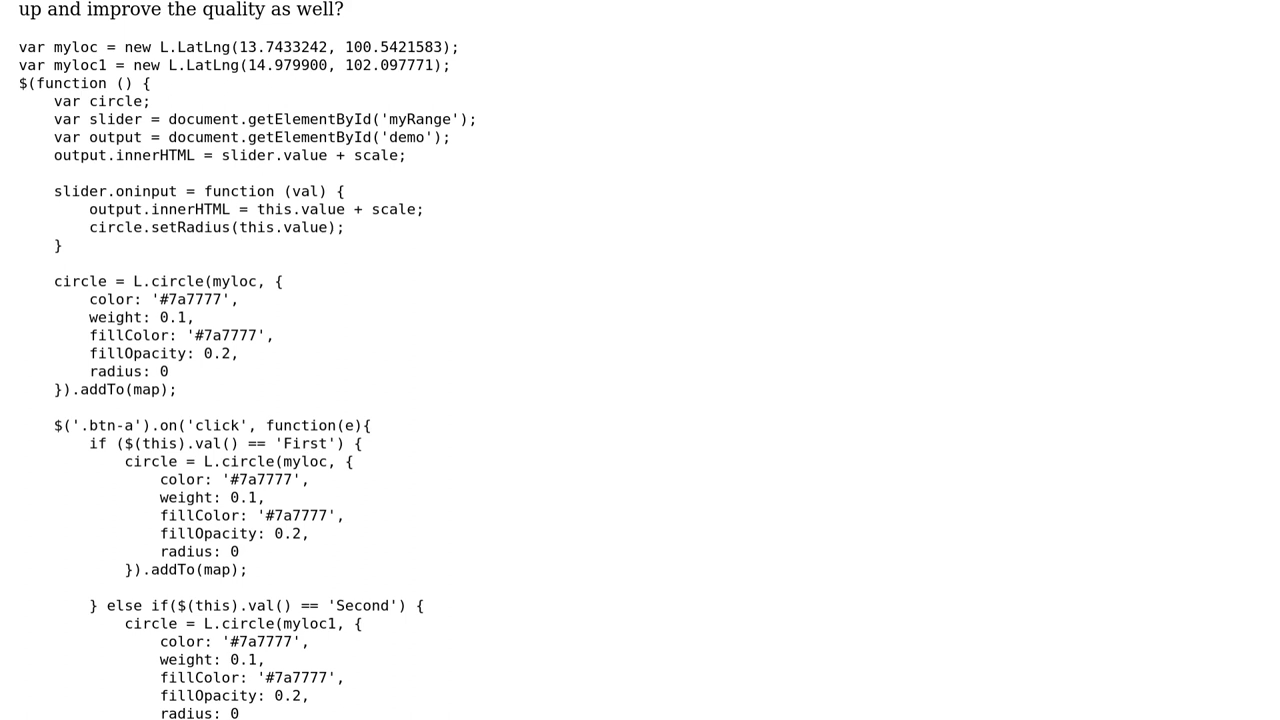 up and improve the quality as well?
var myloc = new L.LatLng(13.7433242, 100.5421583);
var myloc1 = new L.LatLng(14.979900, 102.097771);
$(function () {
    var circle;
    var slider = document.getElementById('myRange');
    var output = document.getElementById('demo');
    output.innerHTML = slider.value + scale;

    slider.oninput = function (val) {
        output.innerHTML = this.value + scale;
        circle.setRadius(this.value);
    }

    circle = L.circle(myloc, {
        color: '#7a7777',
        weight: 0.1,
        fillColor: '#7a7777',
        fillOpacity: 0.2,
        radius: 0
    }).addTo(map);

    $('.btn-a').on('click', function(e){
        if ($(this).val() == 'First') {
            circle = L.circle(myloc, {
                color: '#7a7777',
                weight: 0.1,
                fillColor: '#7a7777',
                fillOpacity: 0.2,
                radius: 0
            }).addTo(map);

        } else if($(this).val() == 'Second') {
            circle = L.circle(myloc1, {
                color: '#7a7777',
                weight: 0.1,
                fillColor: '#7a7777',
                fillOpacity: 0.2,
                radius: 0